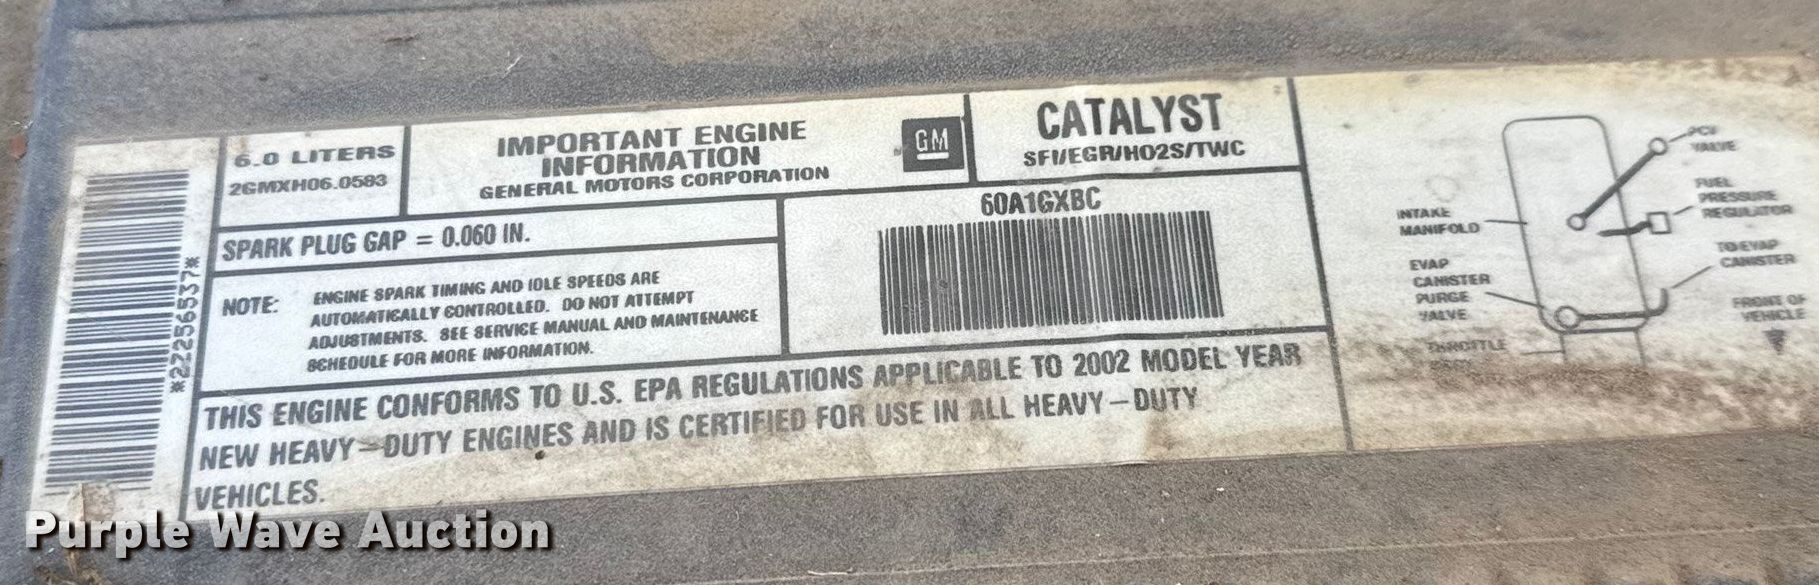 *22256537*
6.0 LITERS
2GMXH06.0583
IMPORTANT ENGINE
INFORMATION
GENERAL MOTORS CORPORATION
GM
CATALYST
SFI/EGR/HO2S/TWC
SPARK PLUG GAP = 0.060 IN.
NOTE: ENGINE SPARK TIMING AND IDLE SPEEDS ARE
AUTOMATICALLY CONTROLLED. DO NOT ATTEMPT
ADJUSTMENTS. SEE SERVICE MANUAL AND MAINTENANCE
SCHEDULE FOR MORE INFORMATION.
60A1GXBC
THIS ENGINE CONFORMS TO U.S. EPA REGULATIONS APPLICABLE TO 2002 MODEL YEAR
NEW HEAVY-DUTY ENGINES AND IS CERTIFIED FOR USE IN ALL HEAVY-DUTY
VEHICLES.
INTAKE
MANIFOLD
EVAP
CANISTER
PURGE
VALVE
THROTTLE
PCV
VALVE
FUEL
PRESSURE
REGULATOR
TO EVAP
CANISTER
FRONT OF
VEHICLE
Purple Wave Auction